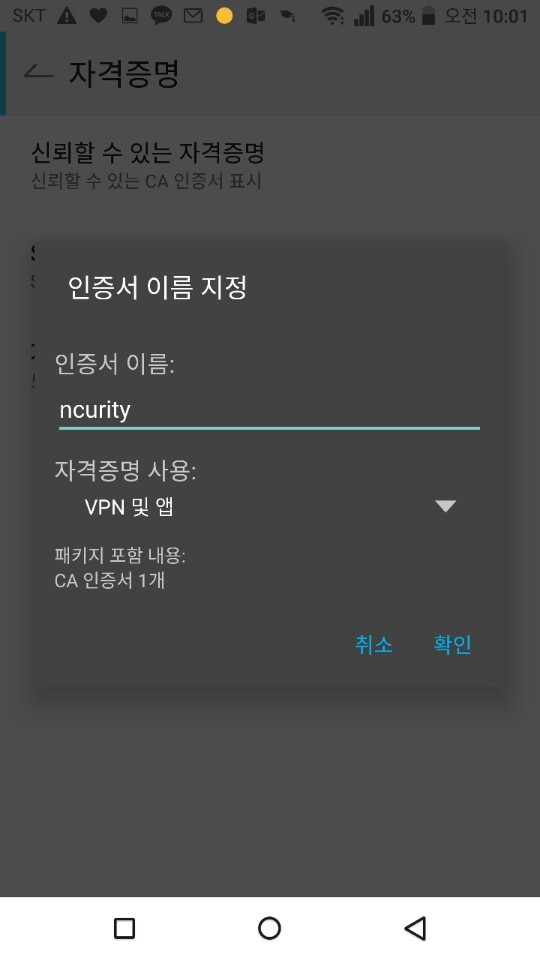 SKT 63% 오전 10:01
자격증명
신뢰할 수 있는 자격증명
신뢰할 수 있는 CA 인증서 표시
인증서 이름 지정
인증서 이름:
ncurity
자격증명 사용:
VPN 및 앱
패키지 포함 내용:
CA 인증서 1개
취소 확인